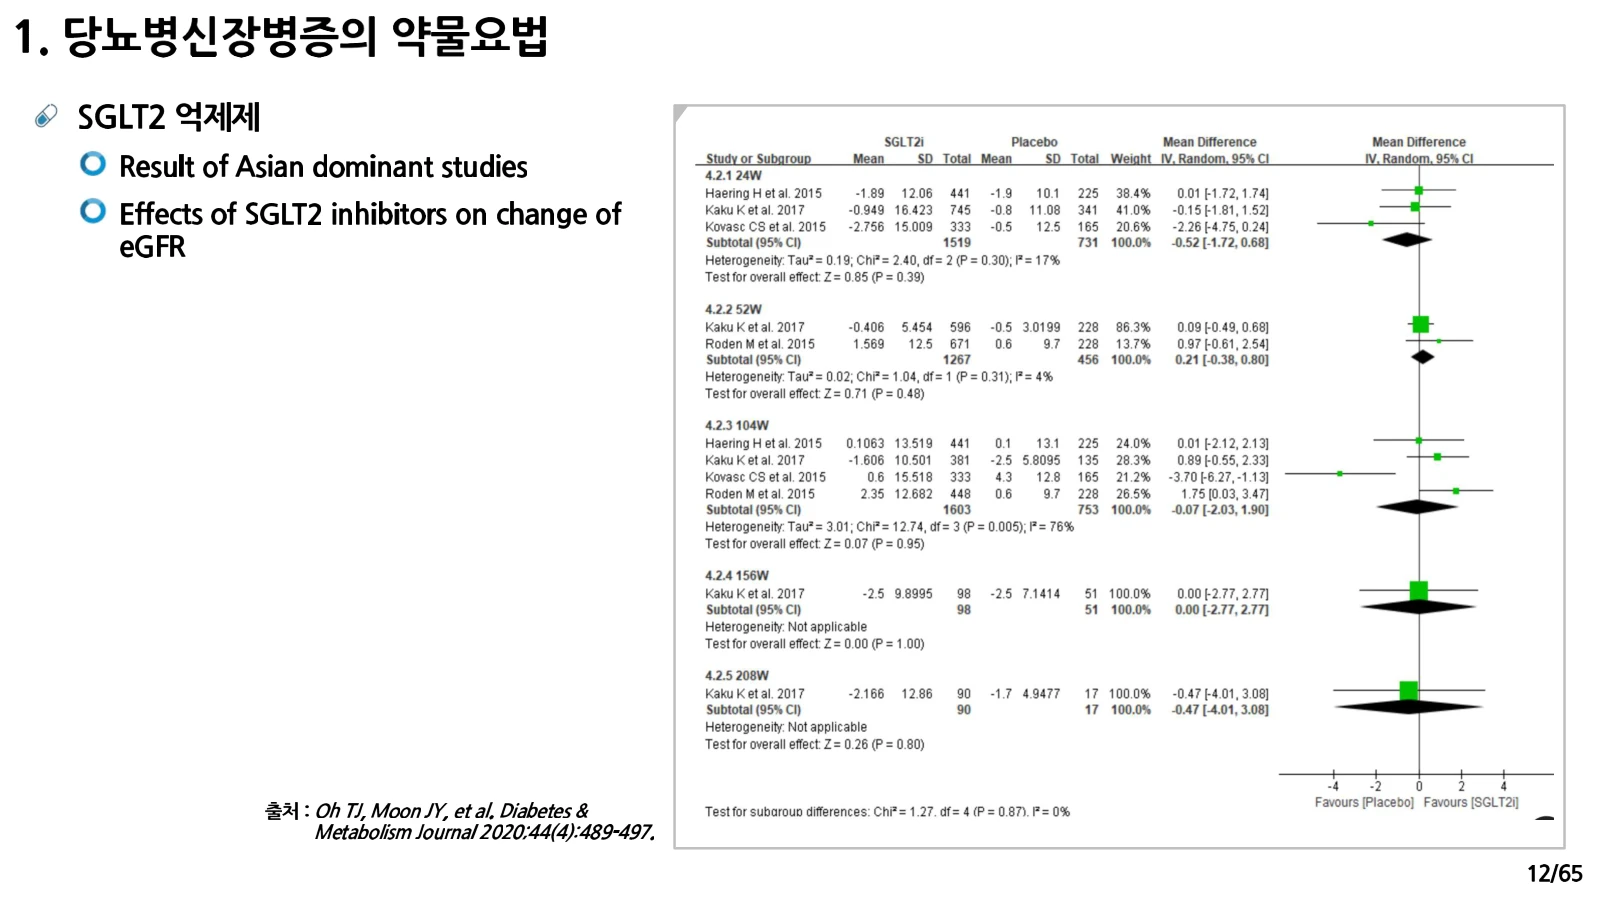 1. 당뇨병신장병증의 약물요법
SGLT2 억제제
Result of Asian dominant studies
Effects of SGLT2 inhibitors on change of
eGFR
출처 : Oh TJ, Moon JY, et al. Diabetes &
Metabolism Journal 2020;44(4):489-497.
SGLT2i Placebo Mean Difference Mean Difference
Study or Subgroup Mean SD Total Mean SD Total Weight IV, Random, 95% CI IV, Random, 95% CI
4.2.1 24W
Haering H et al. 2015 -1.89 12.06 441 -1.9 10.1 225 38.4% 0.01 [-1.72, 1.74]
Kaku K et al. 2017 -0.949 16.423 745 -0.8 11.08 341 41.0% -0.15 [-1.81, 1.52]
Kovasc CS et al. 2015 -2.756 15.009 333 -0.5 12.5 165 20.6% -2.26 [-4.75, 0.24]
Subtotal (95% CI) 1519 731 100.0% -0.52 [-1.72, 0.68]
Heterogeneity: Tau² = 0.19; Chi² = 2.40, df = 2 (P = 0.30); I² = 17%
Test for overall effect: Z = 0.85 (P = 0.39)
4.2.2 52W
Kaku K et al. 2017 -0.406 5.454 596 -0.5 3.0199 228 86.3% 0.09 [-0.49, 0.68]
Roden M et al. 2015 1.569 12.5 671 0.6 9.7 228 13.7% 0.97 [-0.61, 2.54]
Subtotal (95% CI) 1267 456 100.0% 0.21 [-0.38, 0.80]
Heterogeneity: Tau² = 0.02; Chi² = 1.04, df = 1 (P = 0.31); I² = 4%
Test for overall effect: Z = 0.71 (P = 0.48)
4.2.3 104W
Haering H et al. 2015 0.1063 13.519 441 0.1 13.1 225 24.0% 0.01 [-2.12, 2.13]
Kaku K et al. 2017 -1.606 10.501 381 -2.5 5.8095 135 28.3% 0.89 [-0.55, 2.33]
Kovasc CS et al. 2015 0.6 15.518 333 4.3 12.8 165 21.2% -3.70 [-6.27, -1.13]
Roden M et al. 2015 2.35 12.682 448 0.6 9.7 228 26.5% 1.75 [0.03, 3.47]
Subtotal (95% CI) 1603 753 100.0% -0.07 [-2.03, 1.90]
Heterogeneity: Tau² = 3.01; Chi² = 12.74, df = 3 (P = 0.005); I² = 76%
Test for overall effect: Z = 0.07 (P = 0.95)
4.2.4 156W
Kaku K et al. 2017 -2.5 9.8995 98 -2.5 7.1414 51 100.0% 0.00 [-2.77, 2.77]
Subtotal (95% CI) 98 51 100.0% 0.00 [-2.77, 2.77]
Heterogeneity: Not applicable
Test for overall effect: Z = 0.00 (P = 1.00)
4.2.5 208W
Kaku K et al. 2017 -2.166 12.86 90 -1.7 4.9477 17 100.0% -0.47 [-4.01, 3.08]
Subtotal (95% CI) 90 17 100.0% -0.47 [-4.01, 3.08]
Heterogeneity: Not applicable
Test for overall effect: Z = 0.26 (P = 0.80)
-4 -2 0 2 4
Favours [Placebo] Favours [SGLT2i]
Test for subgroup differences: Chi² = 1.27, df = 4 (P = 0.87), I² = 0%
12/65